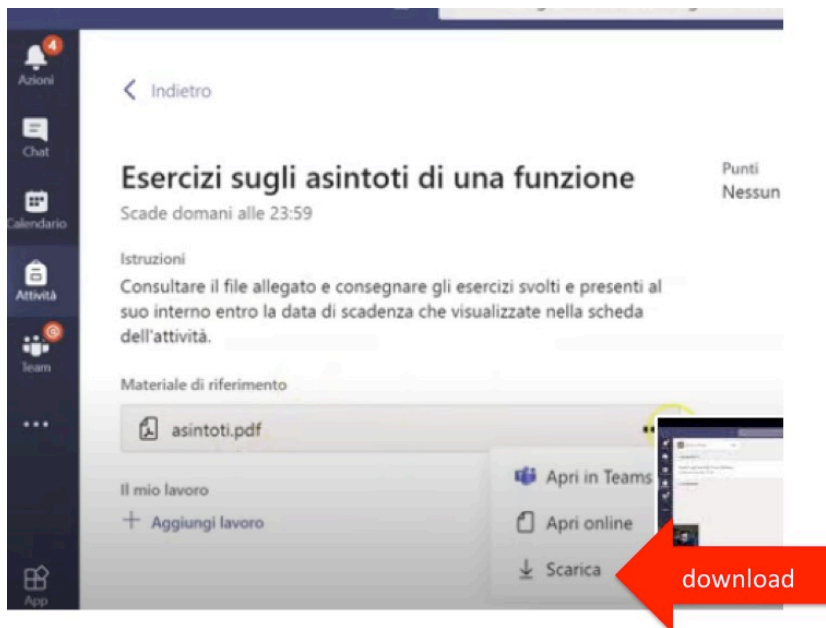 4
Azioni
Chat
Calendario
Attività
Team
App
Indietro
Esercizi sugli asintoti di una funzione
Scade domani alle 23:59
Punti
Nessun
Istruzioni
Consultare il file allegato e consegnare gli esercizi svolti e presenti al
suo interno entro la data di scadenza che visualizzate nella scheda
dell'attività.
Materiale di riferimento
asintoti.pdf
Il mio lavoro
+ Aggiungi lavoro
Apri in Teams
Apri online
Scarica
download